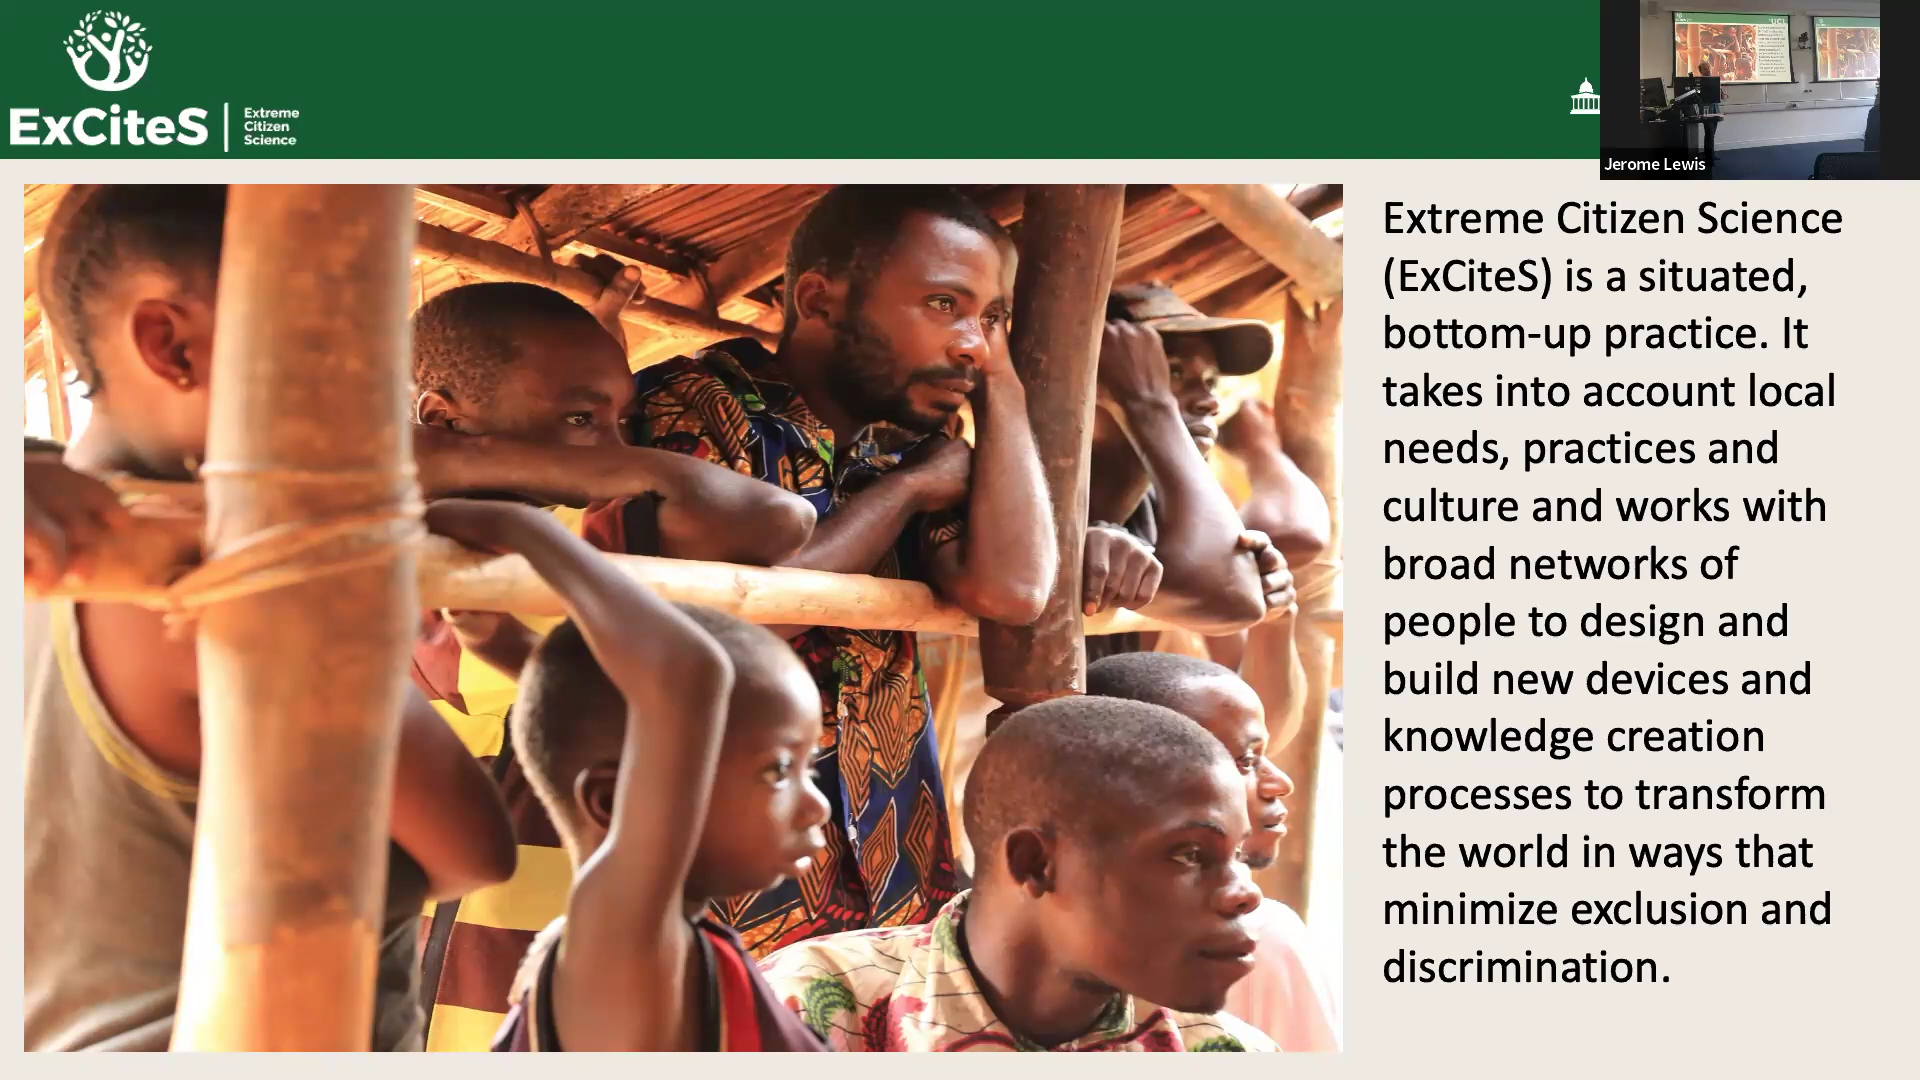 ExCiteS
Extreme
Citizen
Science
Jerome Lewis
Extreme Citizen Science
(ExCiteS) is a situated,
bottom-up practice. It
takes into account local
needs, practices and
culture and works with
broad networks of
people to design and
build new devices and
knowledge creation
processes to transform
the world in ways that
minimize exclusion and
discrimination.